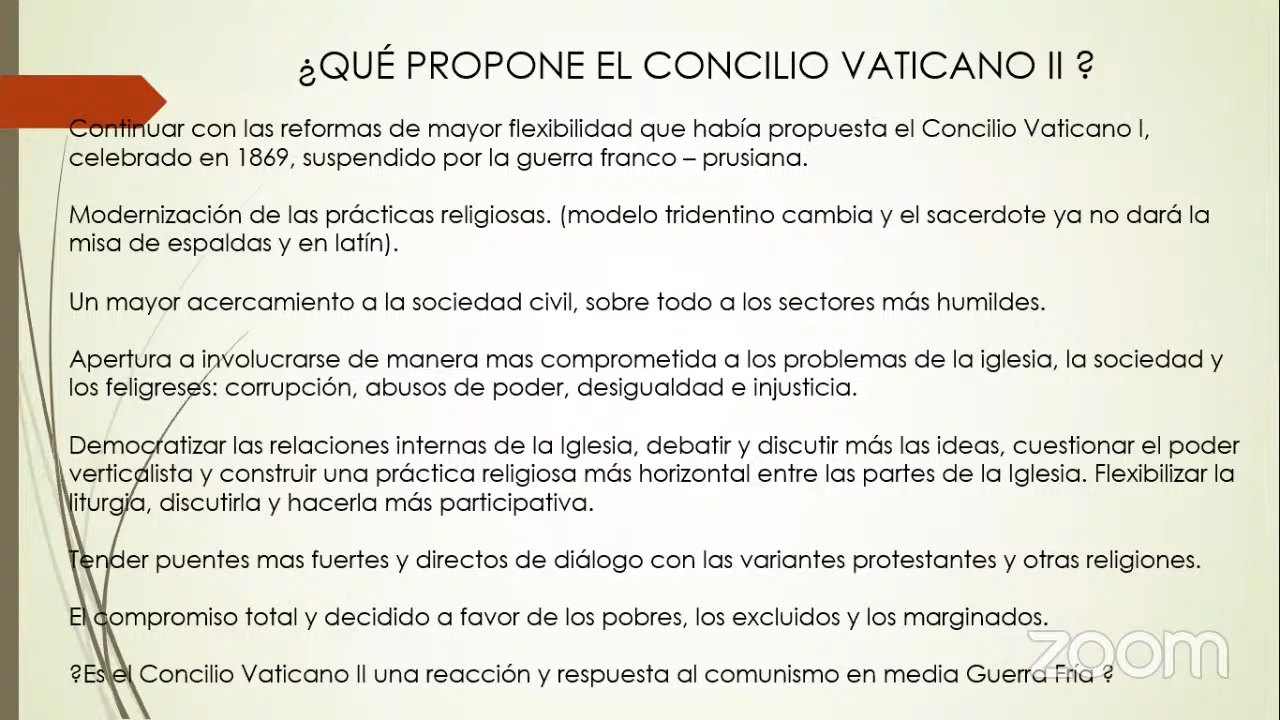 ¿QUÉ PROPONE EL CONCILIO VATICANO II ?
Continuar con las reformas de mayor flexibilidad que había propuesta el Concilio Vaticano I,
celebrado en 1869, suspendido por la guerra franco – prusiana.
Modernización de las prácticas religiosas. (modelo tridentino cambia y el sacerdote ya no dará la
misa de espaldas y en latín).
Un mayor acercamiento a la sociedad civil, sobre todo a los sectores más humildes.
Apertura a involucrarse de manera mas comprometida a los problemas de la iglesia, la sociedad y
los feligreses: corrupción, abusos de poder, desigualdad e injusticia.
Democratizar las relaciones internas de la Iglesia, debatir y discutir más las ideas, cuestionar el poder
verticalista y construir una práctica religiosa más horizontal entre las partes de la Iglesia. Flexibilizar la
liturgia, discutirla y hacerla más participativa.
Tender puentes mas fuertes y directos de diálogo con las variantes protestantes y otras religiones.
El compromiso total y decidido a favor de los pobres, los excluidos y los marginados.
?Es el Concilio Vaticano II una reacción y respuesta al comunismo en media Guerra Fría ?
zoom